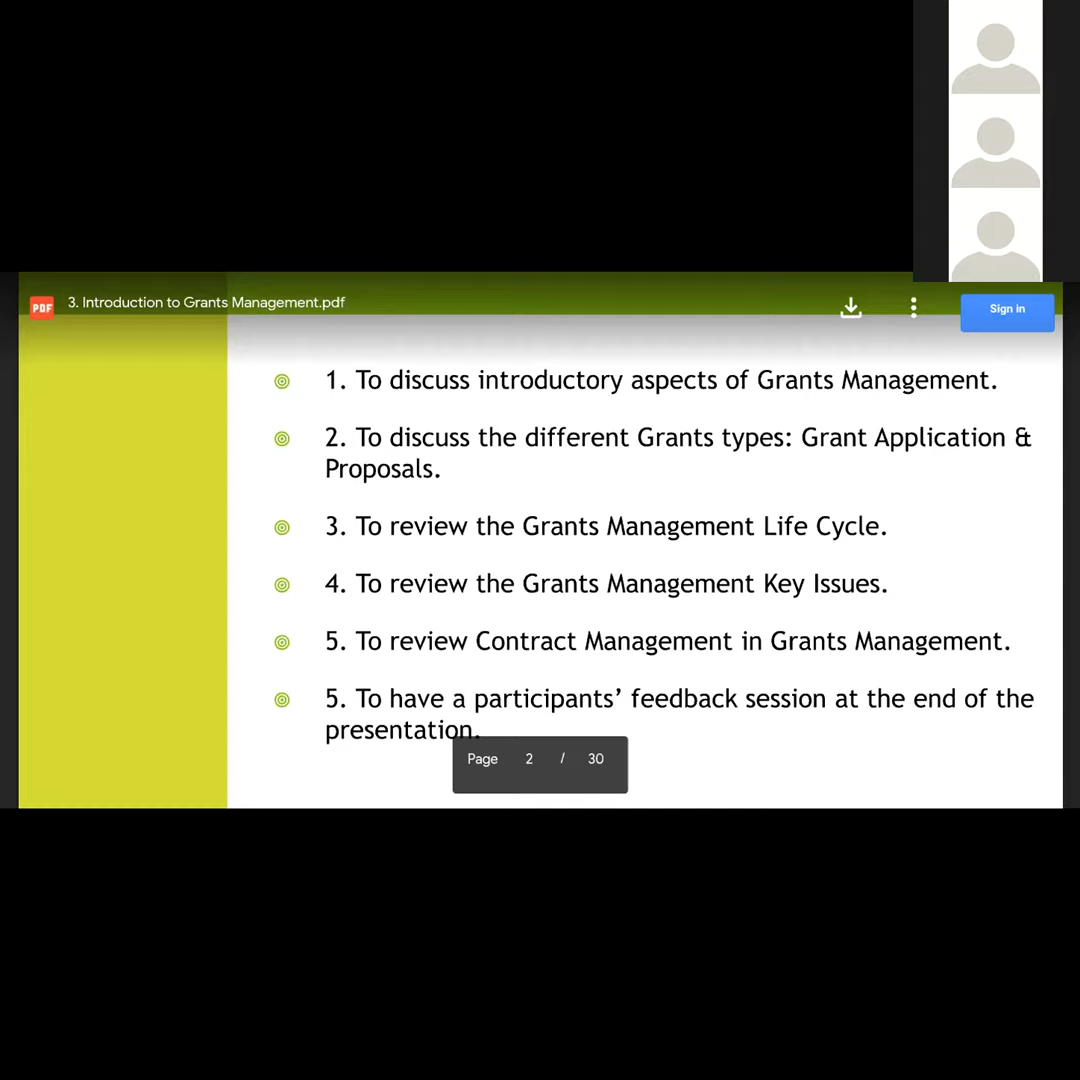 PDF 3. Introduction to Grants Management.pdf
Sign in
1. To discuss introductory aspects of Grants Management.
2. To discuss the different Grants types: Grant Application &
Proposals.
3. To review the Grants Management Life Cycle.
4. To review the Grants Management Key Issues.
5. To review Contract Management in Grants Management.
5. To have a participants’ feedback session at the end of the
presentation.
Page 2 / 30